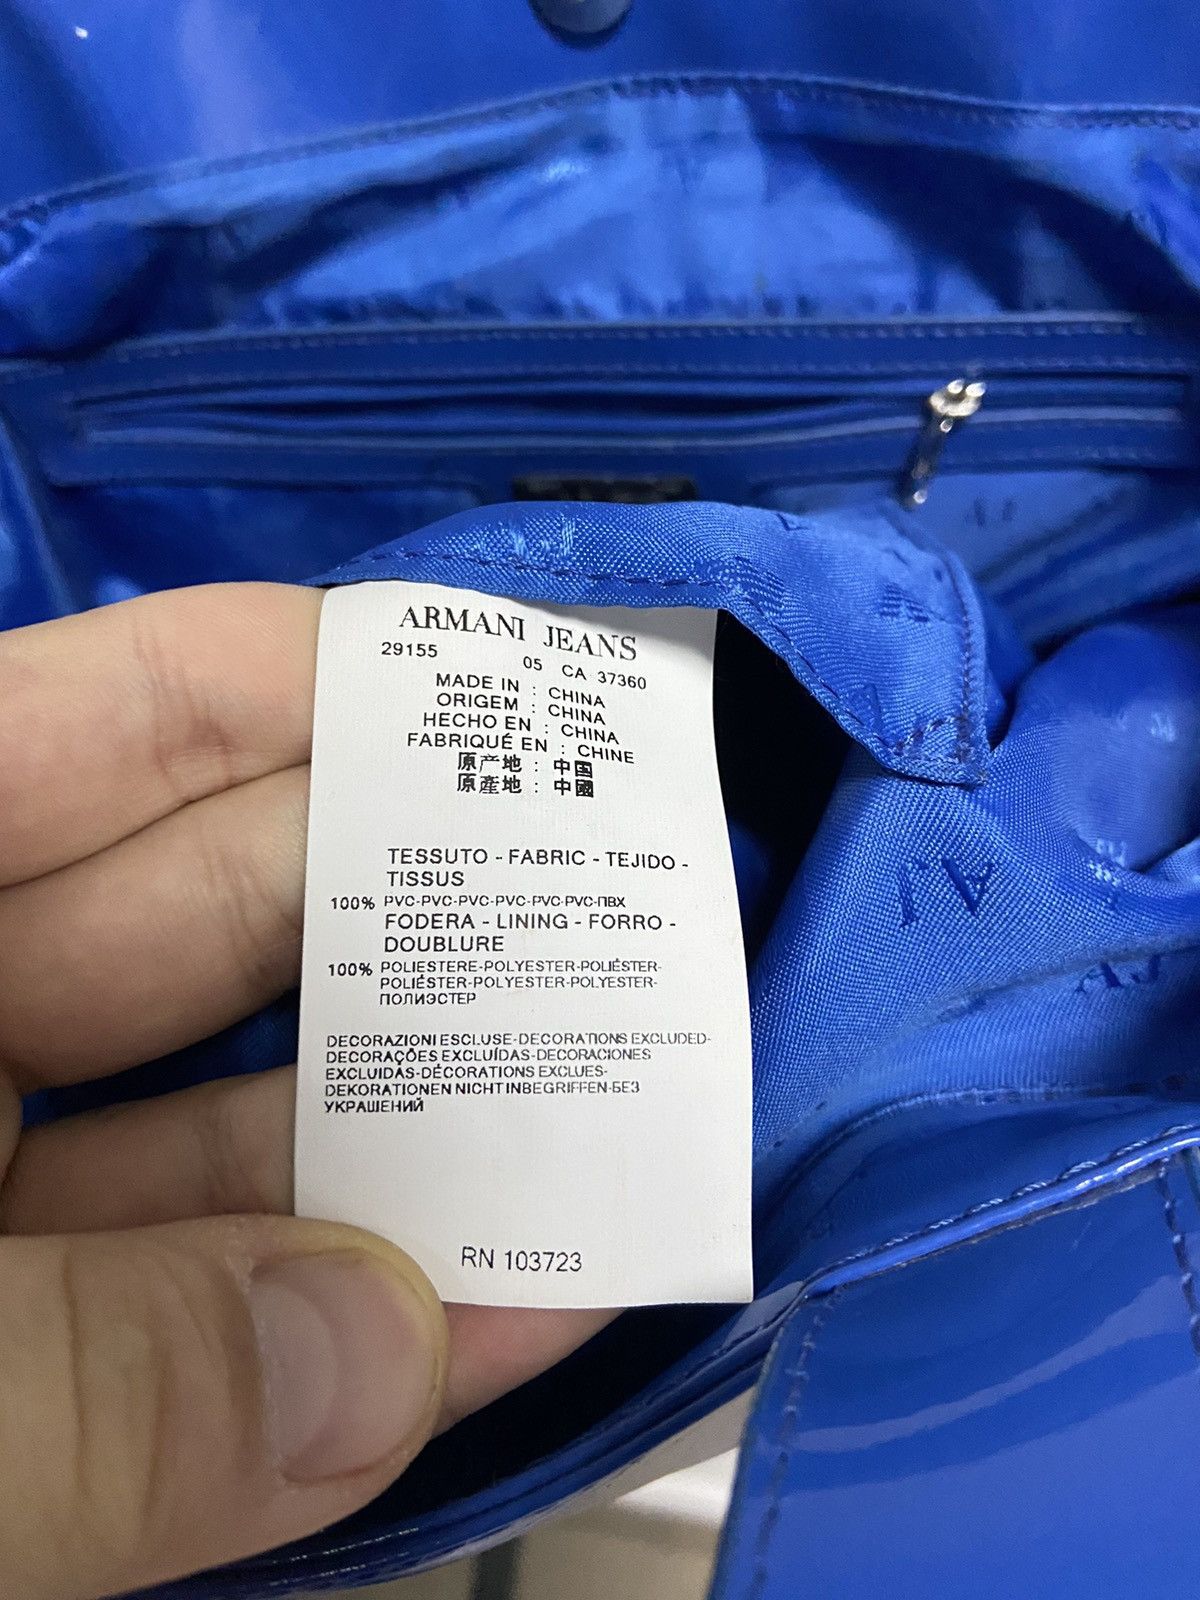 ARMANI JEANS
29155 05 CA 37360
MADE IN : CHINA
ORIGEM : CHINA
HECHO EN : CHINA
FABRIQUÉ EN : CHINE
原产地 : 中国
原產地 : 中國
TESSUTO - FABRIC - TEJIDO -
TISSUS
100% PVC-PVC-PVC-PVC-PVC-PVC-ПВХ
FODERA - LINING - FORRO -
DOUBLURE
100% POLIESTERE-POLYESTER-POLIÉSTER-
POLIÉSTER-POLYESTER-POLYESTER-
ПОЛИЭСТЕР
DECORAZIONI ESCLUSE-DECORATIONS EXCLUDED-
DECORAÇÕES EXCLUÍDAS-DECORACIONES
EXCLUIDAS-DÉCORATIONS EXCLUES-
DEKORATIONEN NICHT INBEGRIFFEN-БЕЗ
УКРАШЕНИЙ
RN 103723
AJ
AJ